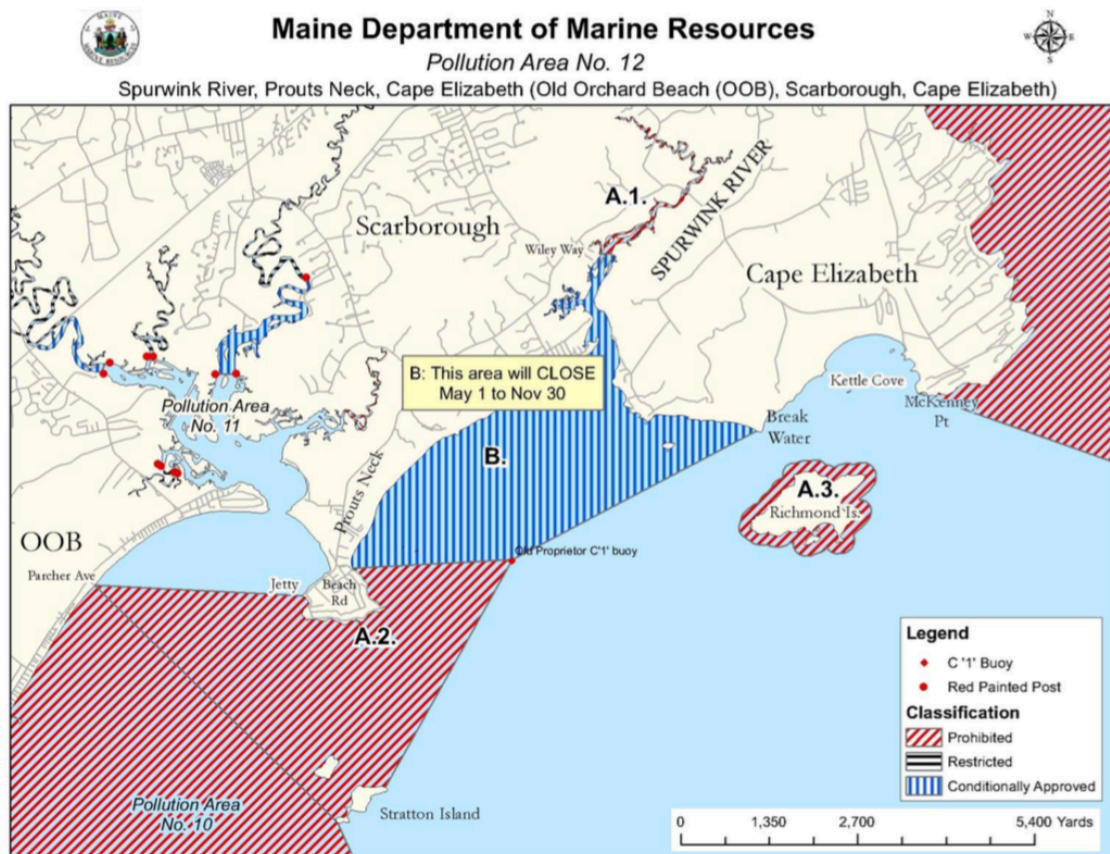 Maine Department of Marine Resources
Pollution Area No. 12
Spurwink River, Prouts Neck, Cape Elizabeth (Old Orchard Beach (OOB), Scarborough, Cape Elizabeth)
MAINE
MARINE RESOURCES
N
W
E
S
A.1.
SPURWINK RIVER
Scarborough
Wiley Way
Cape Elizabeth
B: This area will CLOSE
May 1 to Nov 30
Kettle Cove
McKenney
Pt
Pollution Area
No. 11
Break
Water
B.
Prouts Neck
A.3.
Richmond Is.
OOB
Old Proprietor C'1' buoy
Parcher Ave
Jetty
Beach
Rd
A.2.
Legend
C '1' Buoy
Red Painted Post
Classification
Prohibited
Restricted
Conditionally Approved
Pollution Area
No. 10
Stratton Island
0 1,350 2,700 5,400 Yards